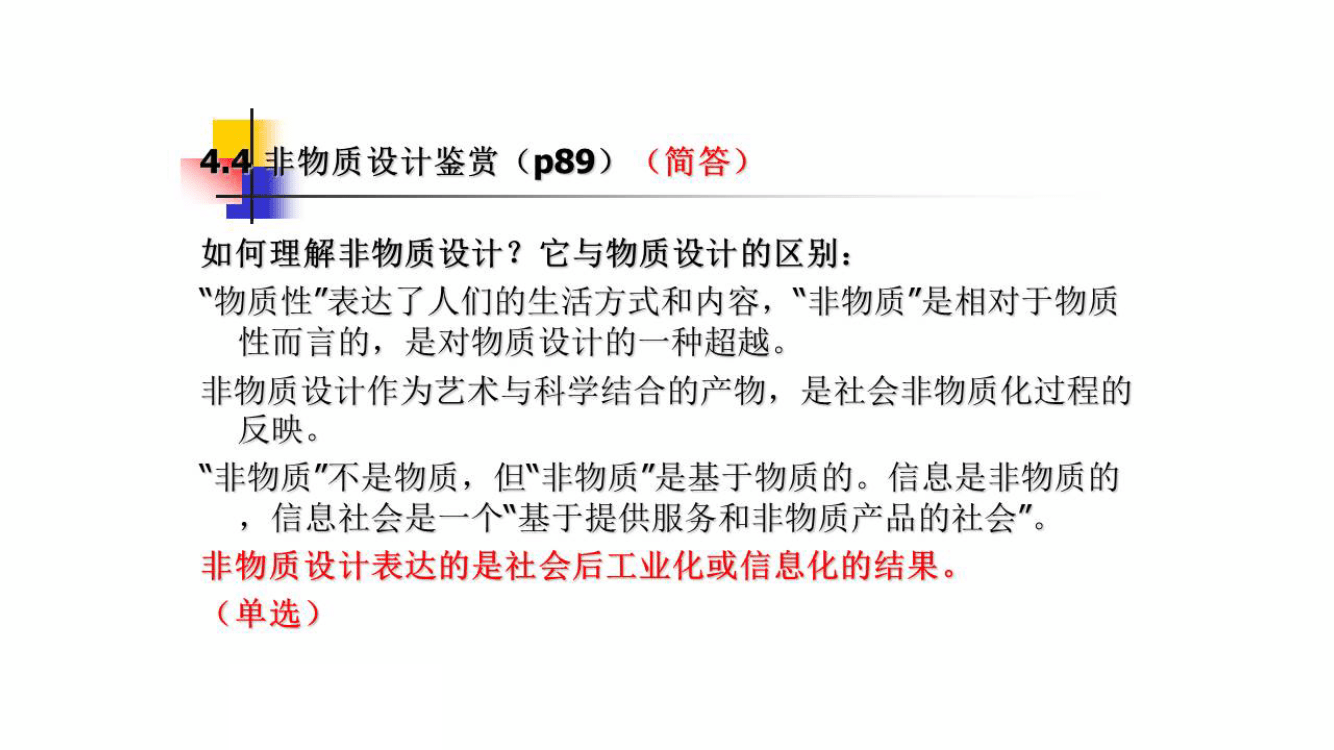 4.4 非物质设计鉴赏（p89）（简答）
如何理解非物质设计？它与物质设计的区别：
“物质性”表达了人们的生活方式和内容，“非物质”是相对于物质
性而言的，是对物质设计的一种超越。
非物质设计作为艺术与科学结合的产物，是社会非物质化过程的
反映。
“非物质”不是物质，但“非物质”是基于物质的。信息是非物质的
，信息社会是一个“基于提供服务和非物质产品的社会”。
非物质设计表达的是社会后工业化或信息化的结果。
（单选）